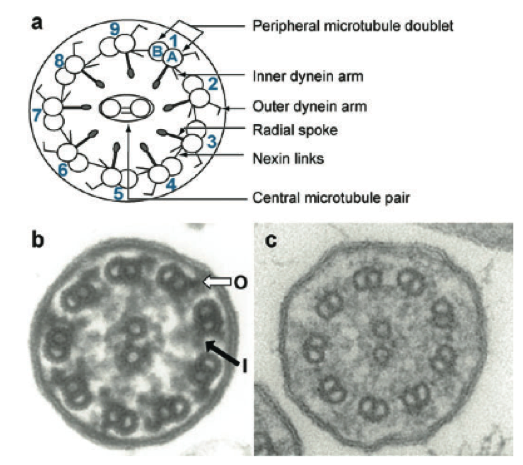 a
Peripheral microtubule doublet
9
1
B
A
8
2
Inner dynein arm
7
Outer dynein arm
3
Radial spoke
6
4
Nexin links
5
Central microtubule pair
b
c
O
I